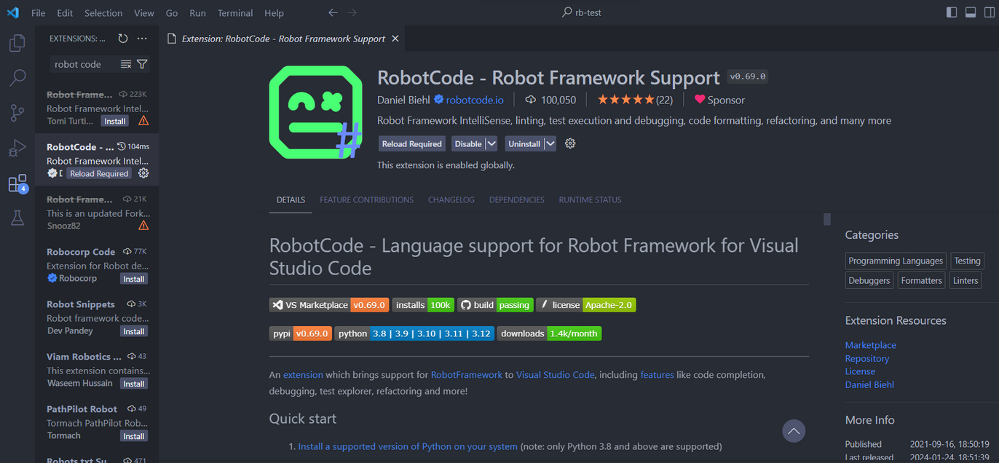 File Edit Selection View Go Run Terminal Help rb-test
EXTENSIONS: ...
robot code
Robot Frame... 223K
Robot Framework Intel...
Tomi Turti... Install
RobotCode - ... 104ms
Robot Framework Intel...
Reload Required
Robot Frame... 21K
This is an updated Fork...
Snooz82
Robocorp Code 77K
Extension for Robot de...
Robocorp Install
Robot Snippets 3K
Robot framework code...
Dev Pandey Install
Viam Robotics ... 43
This extension contains...
Waseem Hussain Install
PathPilot Robot 49
Tormach PathPilot Rob...
Tormach Install
Robots.txt Su... 471
4
Extension: RobotCode - Robot Framework Support
RobotCode - Robot Framework Support v0.69.0
Daniel Biehl robotcode.io 100,050 (22) Sponsor
Robot Framework IntelliSense, linting, test execution and debugging, code formatting, refactoring, and many more
Reload Required Disable Uninstall
This extension is enabled globally.
DETAILS FEATURE CONTRIBUTIONS CHANGELOG DEPENDENCIES RUNTIME STATUS
RobotCode - Language support for Robot Framework for Visual
Studio Code
VS Marketplace v0.69.0 installs 100k build passing license Apache-2.0
pypi v0.69.0 python 3.8 | 3.9 | 3.10 | 3.11 | 3.12 downloads 1.4k/month
An extension which brings support for RobotFramework to Visual Studio Code, including features like code completion,
debugging, test explorer, refactoring and more!
Quick start
1. Install a supported version of Python on your system (note: only Python 3.8 and above are supported)
Categories
Programming Languages Testing
Debuggers Formatters Linters
Extension Resources
Marketplace
Repository
License
Daniel Biehl
More Info
Published 2021-09-16, 18:50:19
Last released 2024-01-24, 18:51:39